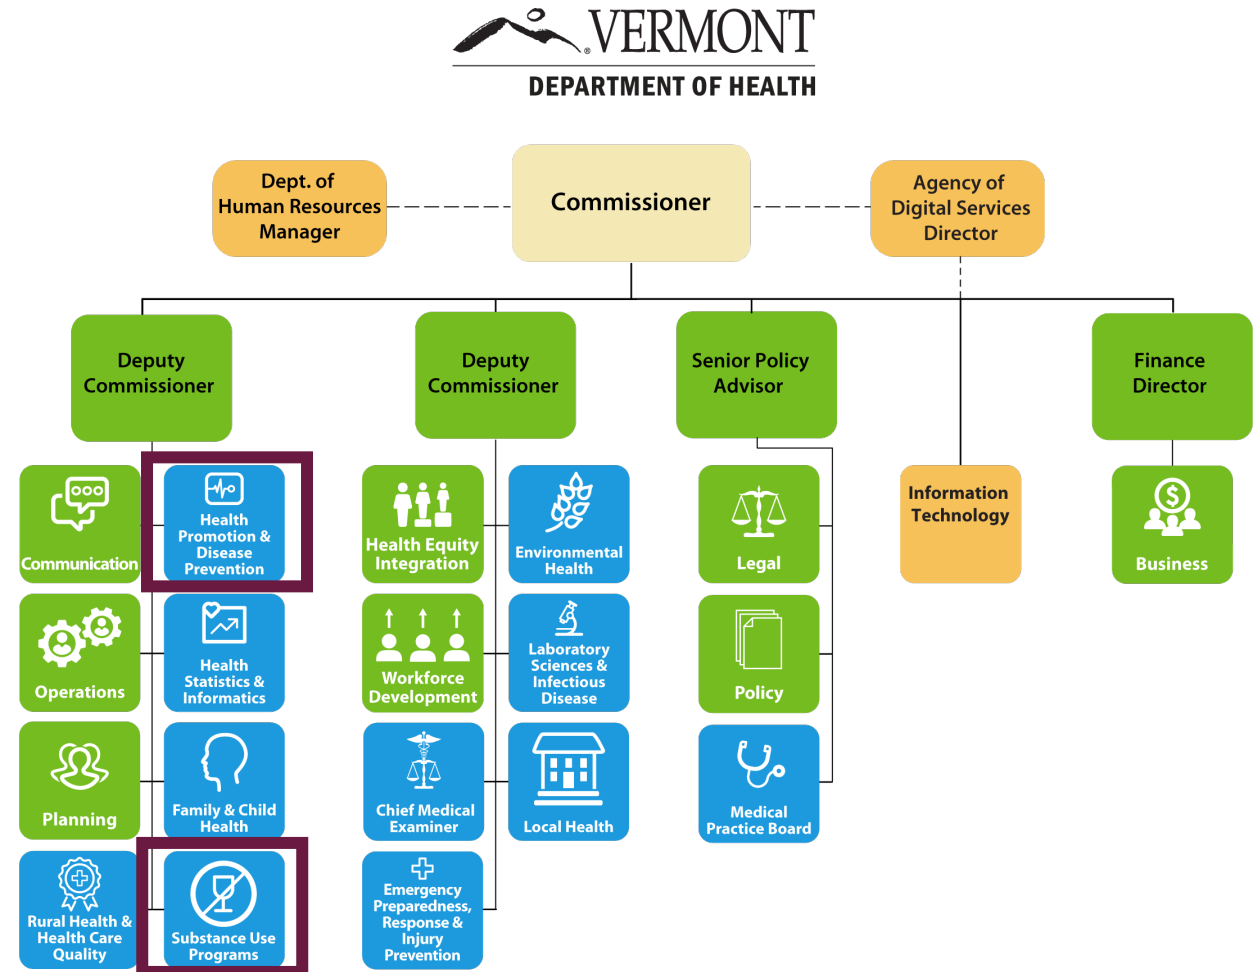 VERMONT
DEPARTMENT OF HEALTH
Dept. of
Human Resources
Manager
Commissioner
Agency of
Digital Services
Director
Deputy
Commissioner
Deputy
Commissioner
Senior Policy
Advisor
Finance
Director
Communication
Health
Promotion &
Disease
Prevention
Health Equity
Integration
Environmental
Health
Legal
Information
Technology
Business
Operations
Health
Statistics &
Informatics
Workforce
Development
Laboratory
Sciences &
Infectious
Disease
Policy
Planning
Family & Child
Health
Chief Medical
Examiner
Local Health
Medical
Practice Board
Rural Health &
Health Care
Quality
Substance Use
Programs
Emergency
Preparedness,
Response &
Injury
Prevention